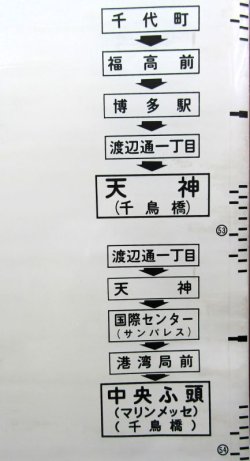 千代町
福高前
博多駅
渡辺通一丁目
天神
(千鳥橋)
53
渡辺通一丁目
天神
国際センター
(サンパレス)
港湾局前
中央ふ頭
(マリンメッセ)
(千鳥橋)
54